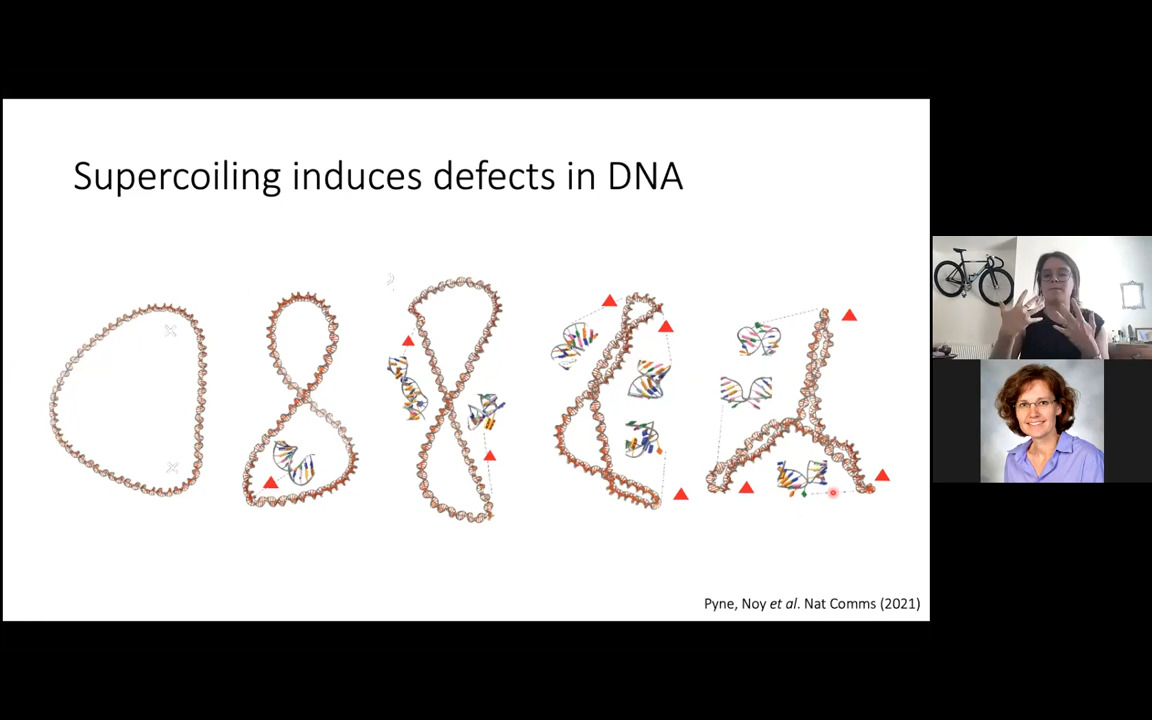 Supercoiling induces defects in DNA
Pyne, Noy et al. Nat Comms (2021)